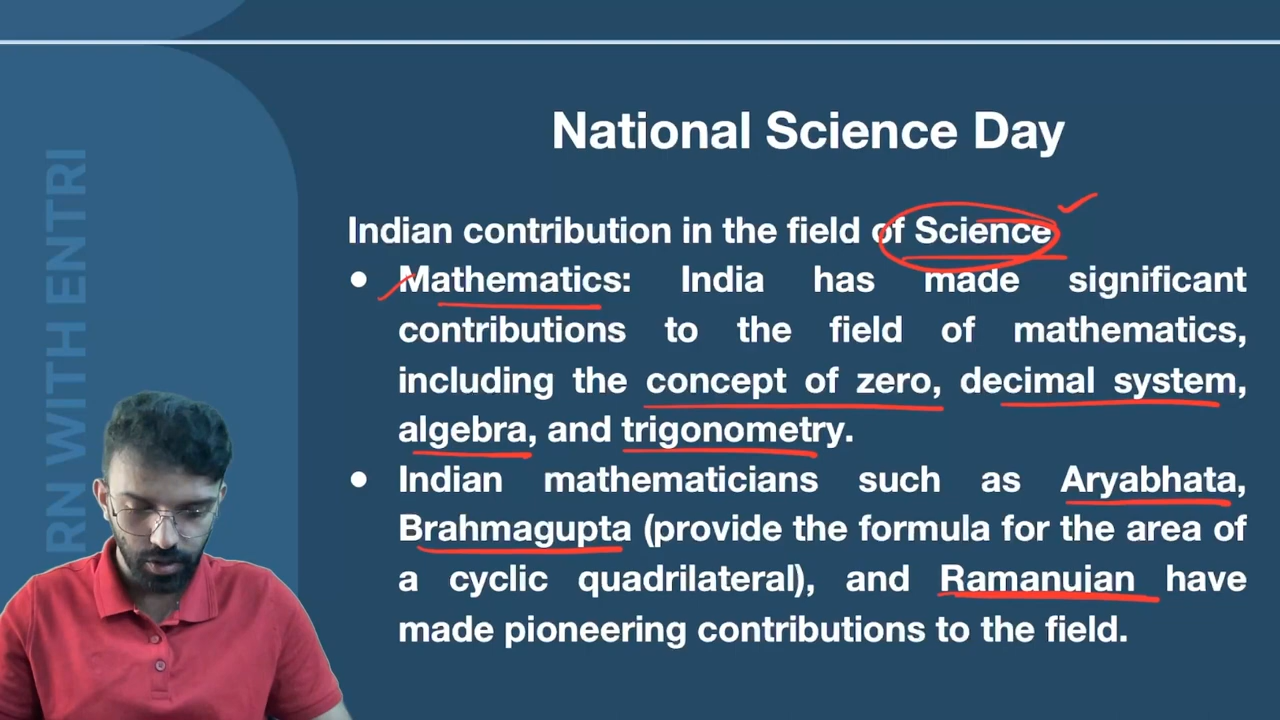 RN WITH ENTRI
National Science Day
Indian contribution in the field of Science
● Mathematics: India has made significant
contributions to the field of mathematics,
including the concept of zero, decimal system,
algebra, and trigonometry.
● Indian mathematicians such as Aryabhata,
Brahmagupta (provide the formula for the area of
a cyclic quadrilateral), and Ramanujan have
made pioneering contributions to the field.